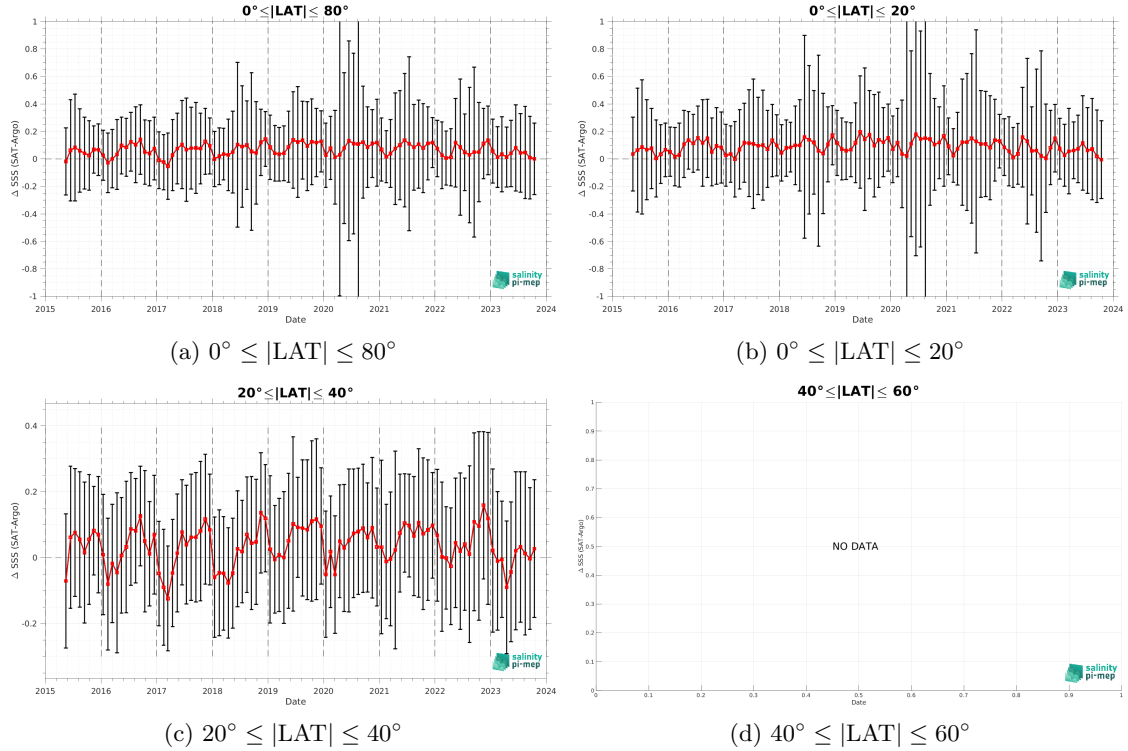 0°≤|LAT|≤ 80°
Δ SSS (SAT-Argo)
1
0.8
0.6
0.4
0.2
0
-0.2
-0.4
-0.6
-0.8
-1
2015 2016 2017 2018 2019 2020 2021 2022 2023 2024
Date
salinity
pi-mep
(a) 0° ≤ |LAT| ≤ 80°
0°≤|LAT|≤ 20°
Δ SSS (SAT-Argo)
1
0.8
0.6
0.4
0.2
0
-0.2
-0.4
-0.6
-0.8
-1
2015 2016 2017 2018 2019 2020 2021 2022 2023 2024
Date
salinity
pi-mep
(b) 0° ≤ |LAT| ≤ 20°
20°≤|LAT|≤ 40°
Δ SSS (SAT-Argo)
0.4
0.2
0
-0.2
2015 2016 2017 2018 2019 2020 2021 2022 2023 2024
Date
salinity
pi-mep
(c) 20° ≤ |LAT| ≤ 40°
40°≤|LAT|≤ 60°
Δ SSS (SAT-Argo)
1
0.9
0.8
0.7
0.6
0.5
0.4
0.3
0.2
0.1
0
NO DATA
0 0.1 0.2 0.3 0.4 0.5 0.6 0.7 0.8 0.9 1
Date
salinity
pi-mep
(d) 40° ≤ |LAT| ≤ 60°